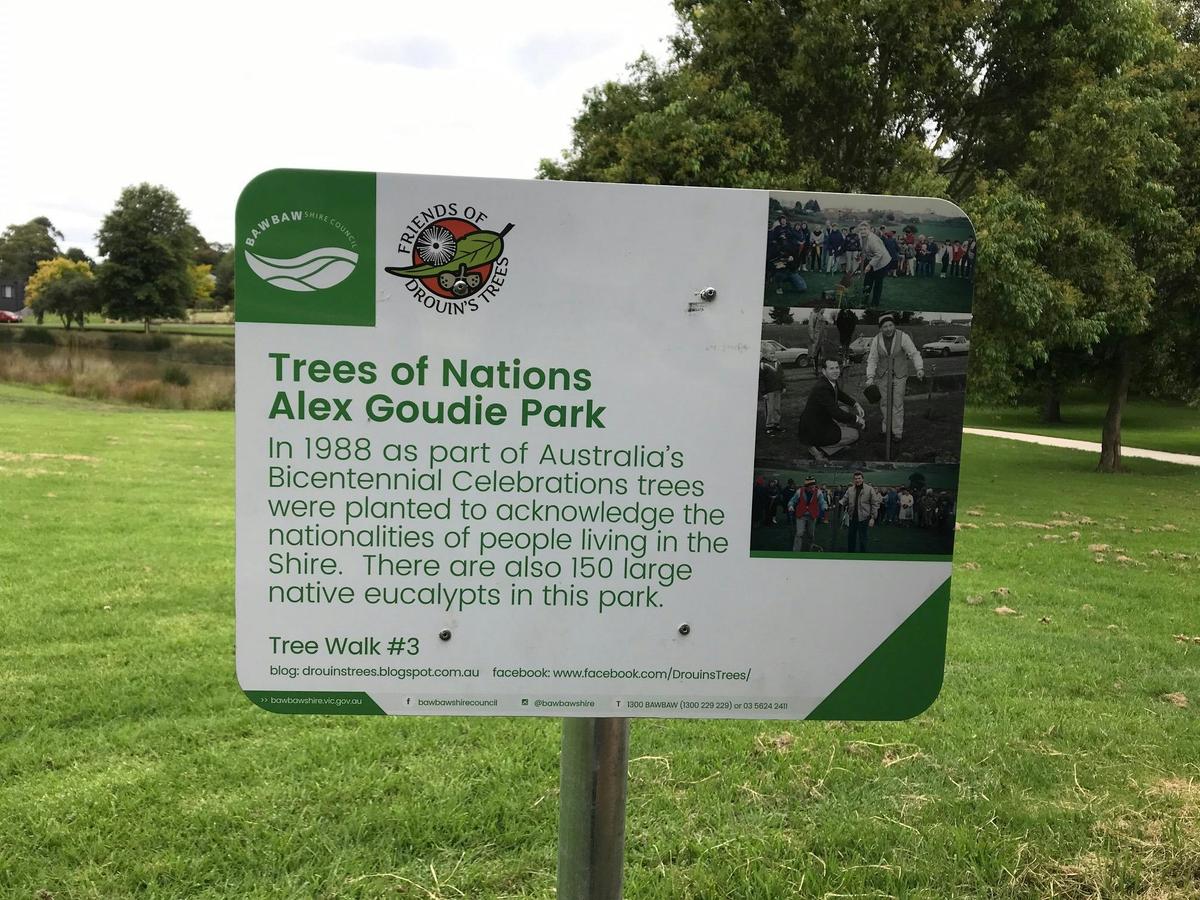 BAW BAW SHIRE COUNCIL
FRIENDS OF
DROUIN'S TREES
Trees of Nations
Alex Goudie Park
In 1988 as part of Australia's
Bicentennial Celebrations trees
were planted to acknowledge the
nationalities of people living in the
Shire. There are also 150 large
native eucalypts in this park.
Tree Walk #3
blog: drouinstrees.blogspot.com.au facebook: www.facebook.com/DrouinsTrees/
>> bawbawshire.vic.gov.au f bawbawshirecouncil @bawbawshire T 1300 BAWBAW (1300 229 229) or 03 5624 2411